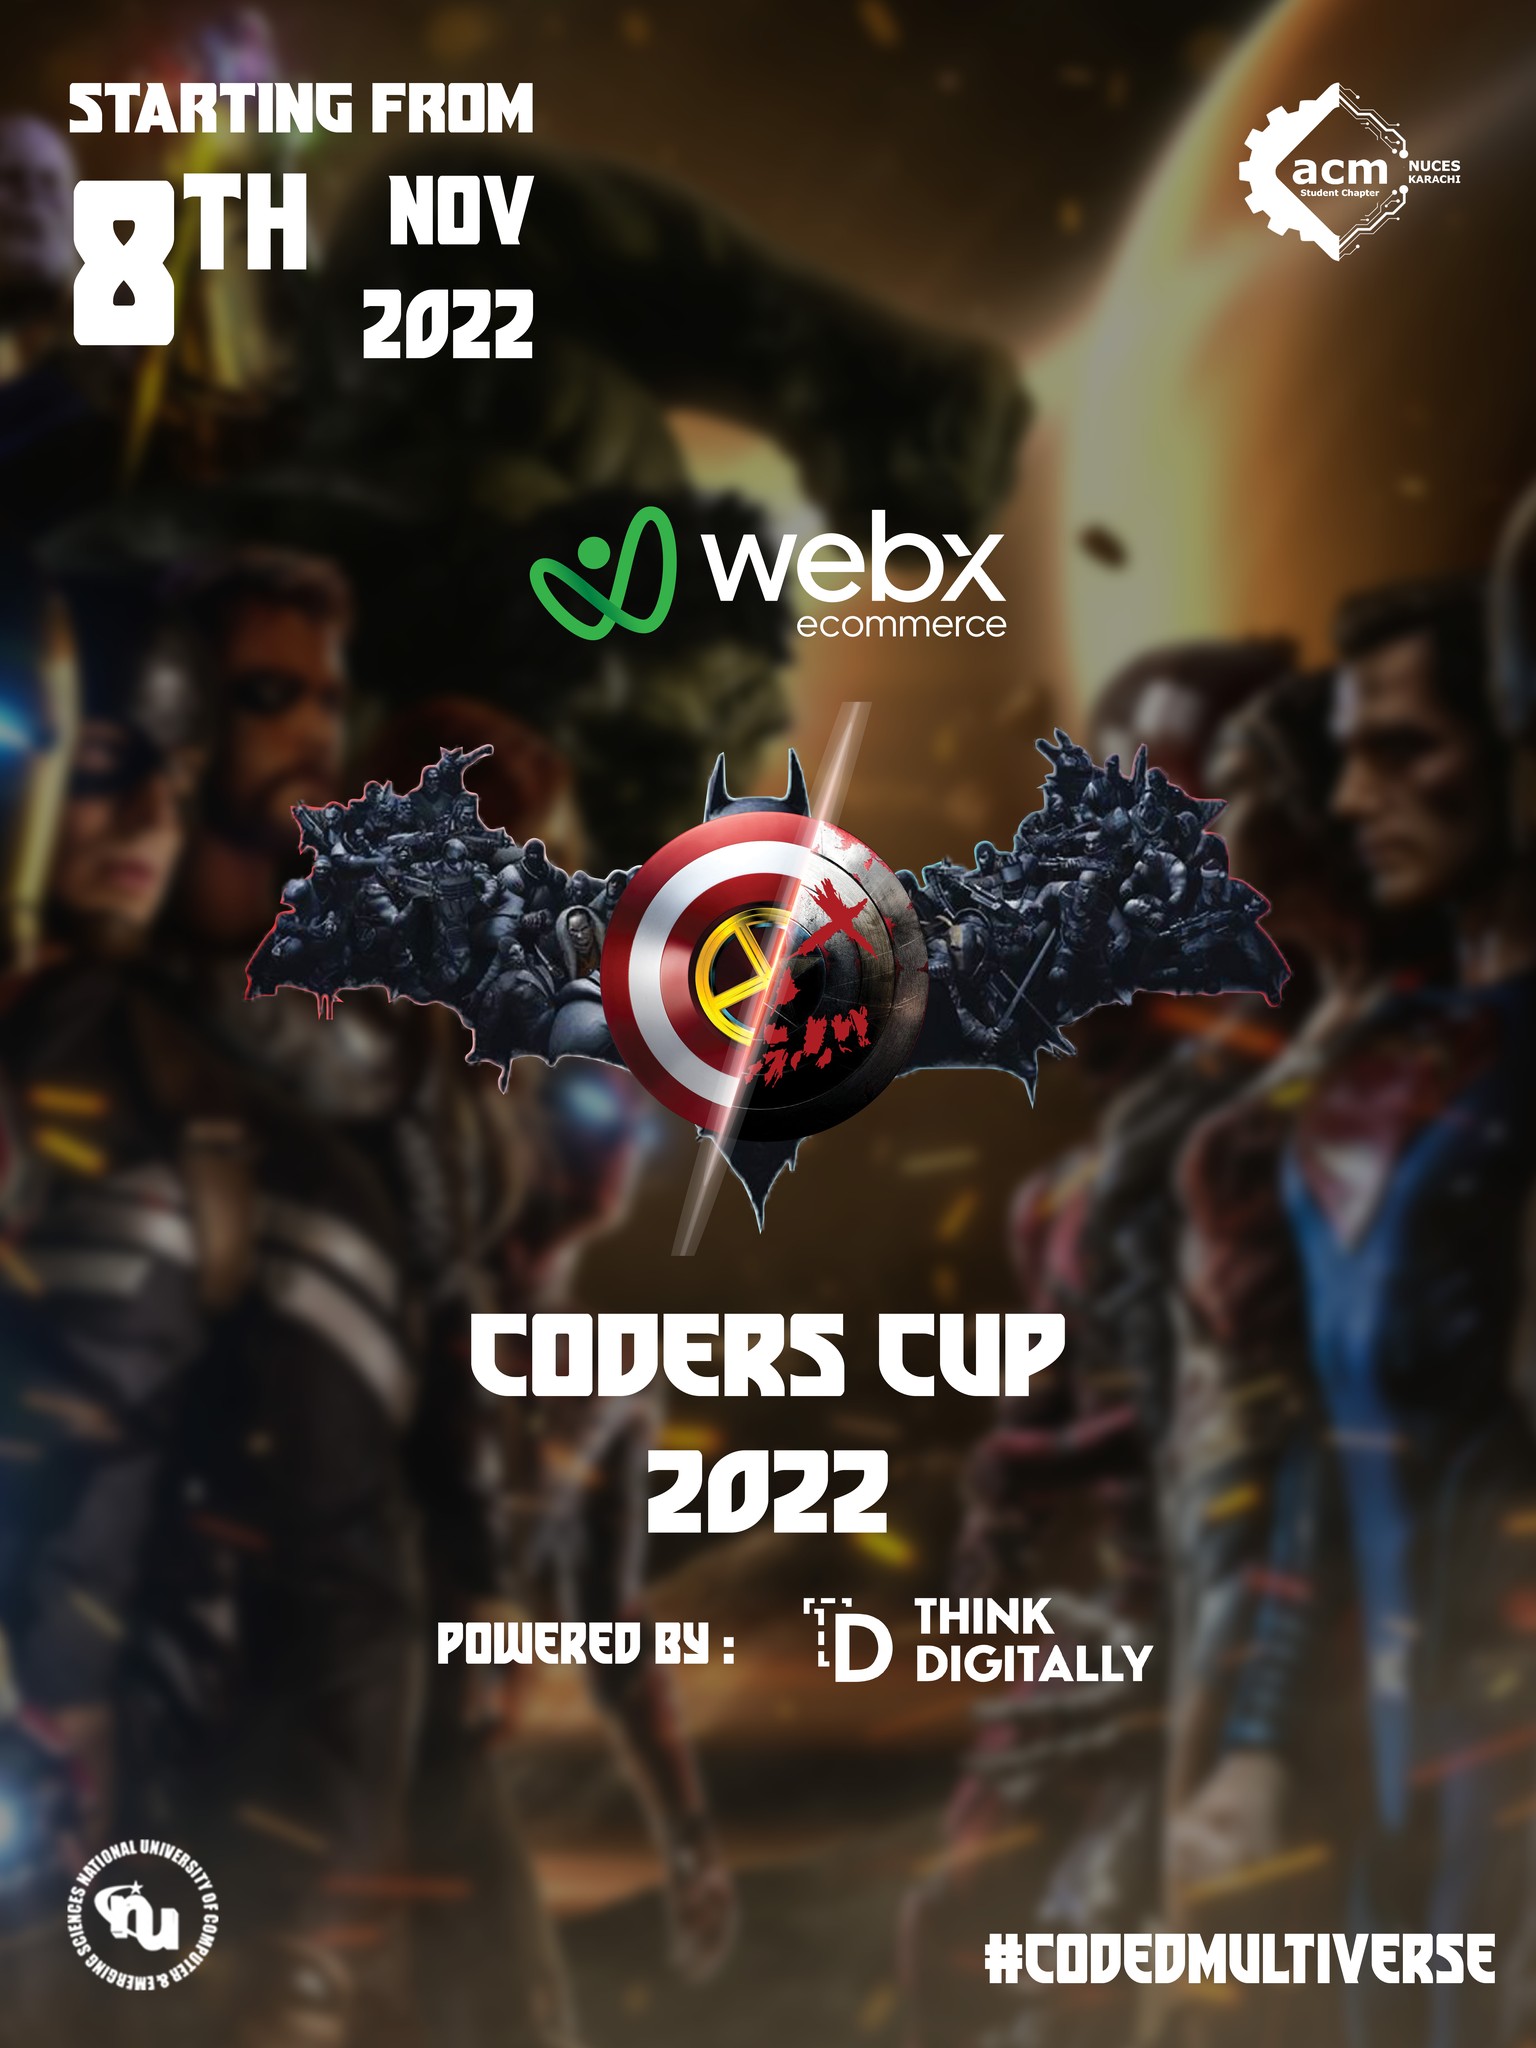 STARTING FROM
8TH NOV
2022
acm
Student Chapter
NUCES
KARACHI
webx
ecommerce
CODERS CUP
2022
POWERED BY :
D THINK
DIGITALLY
NATIONAL UNIVERSITY OF COMPUTER & EMERGING SCIENCES
nu
#CODEDMULTIVERSE